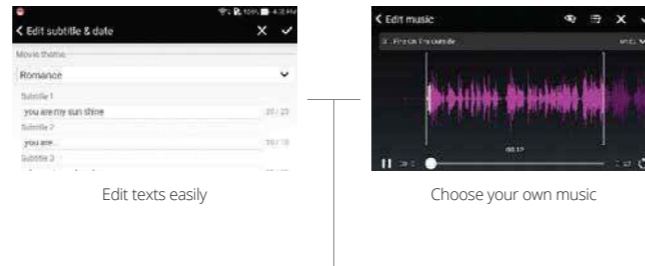 Edit subtitle & date
Movie theme
Romance
Subtitle 1
you are my sun shine
Subtitle 2
you are..
Subtitle 3
Edit texts easily
Edit music
00:12
Choose your own music